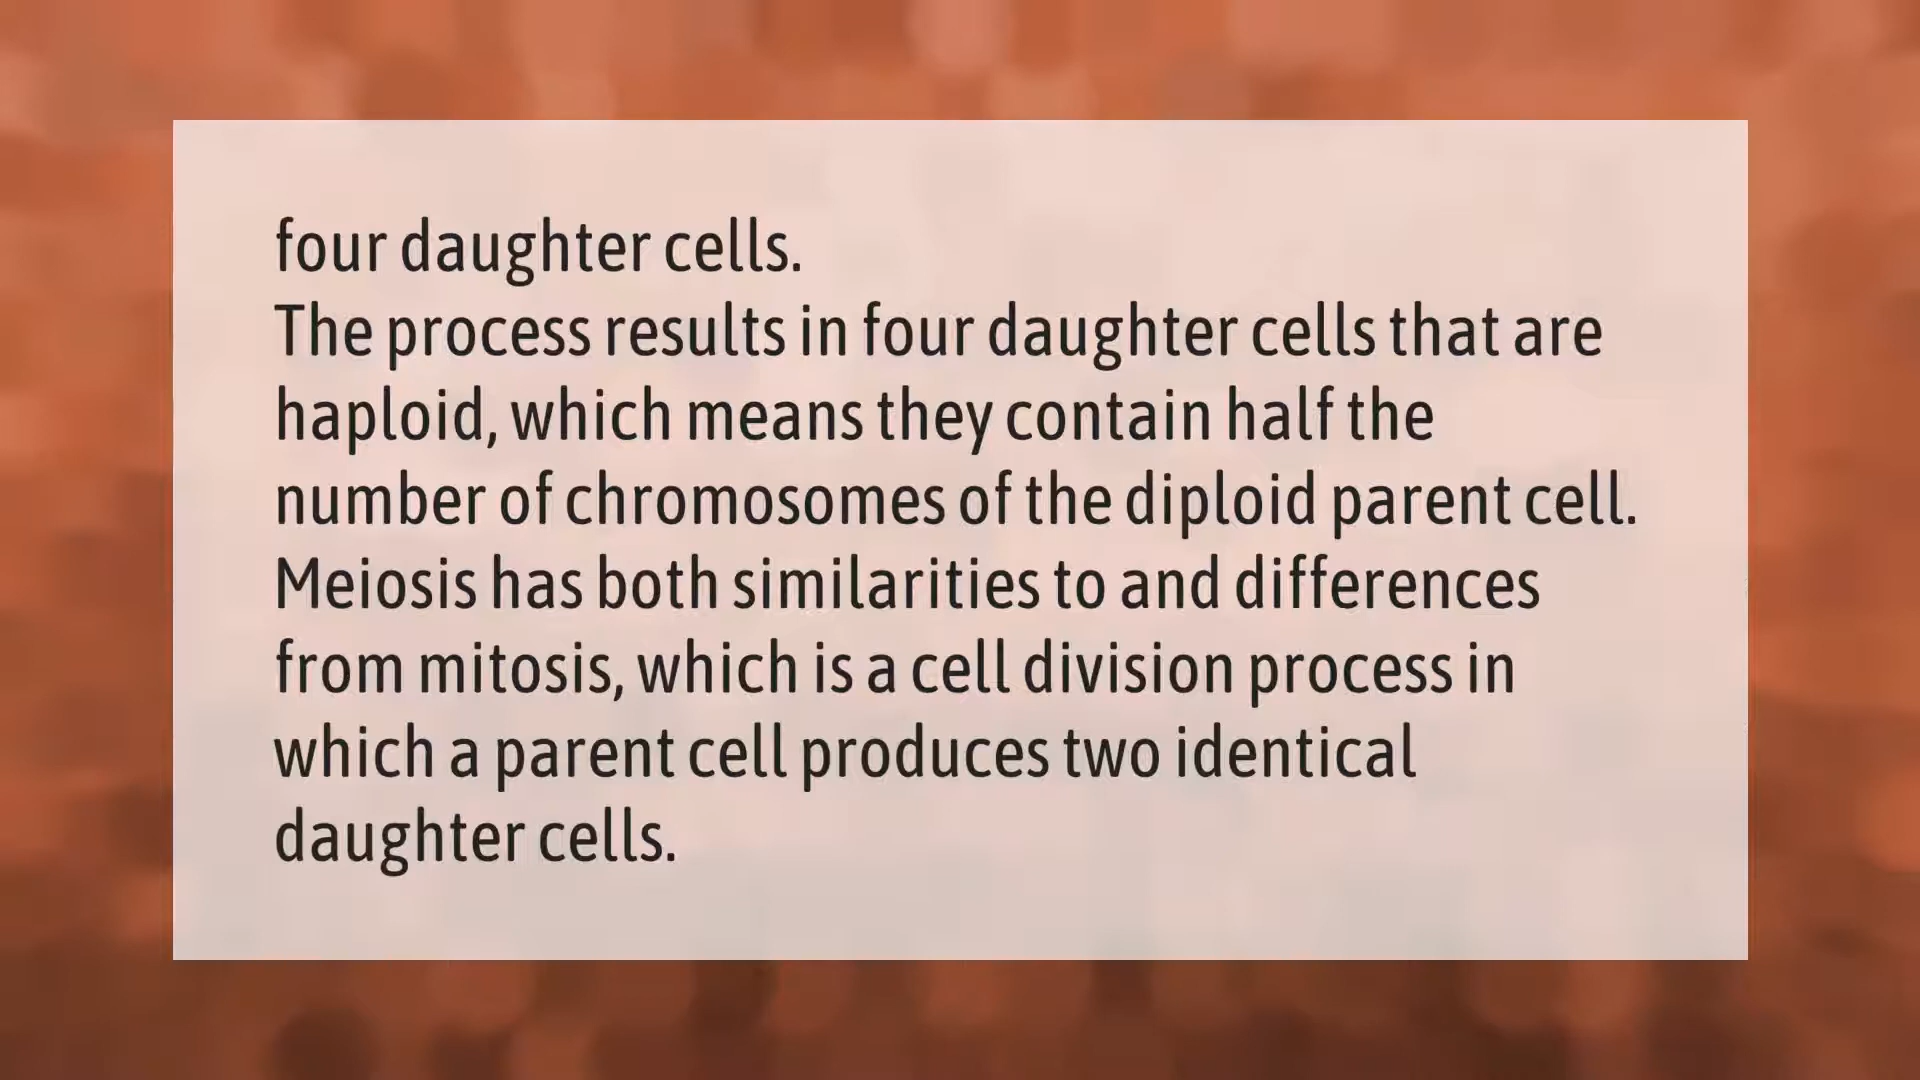 four daughter cells.
The process results in four daughter cells that are
haploid, which means they contain half the
number of chromosomes of the diploid parent cell.
Meiosis has both similarities to and differences
from mitosis, which is a cell division process in
which a parent cell produces two identical
daughter cells.